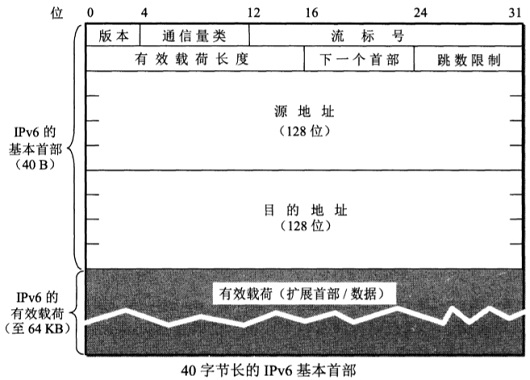 位 0 4 12 16 24 31
版本 通信量类 流标号
有效载荷长度 下一个首部 跳数限制
源地址
(128 位)
IPv6 的
基本首部
(40 B)
目的地址
(128 位)
IPv6 的
有效载荷
(至 64 KB)
有效载荷(扩展首部/数据)
40 字节长的 IPv6 基本首部